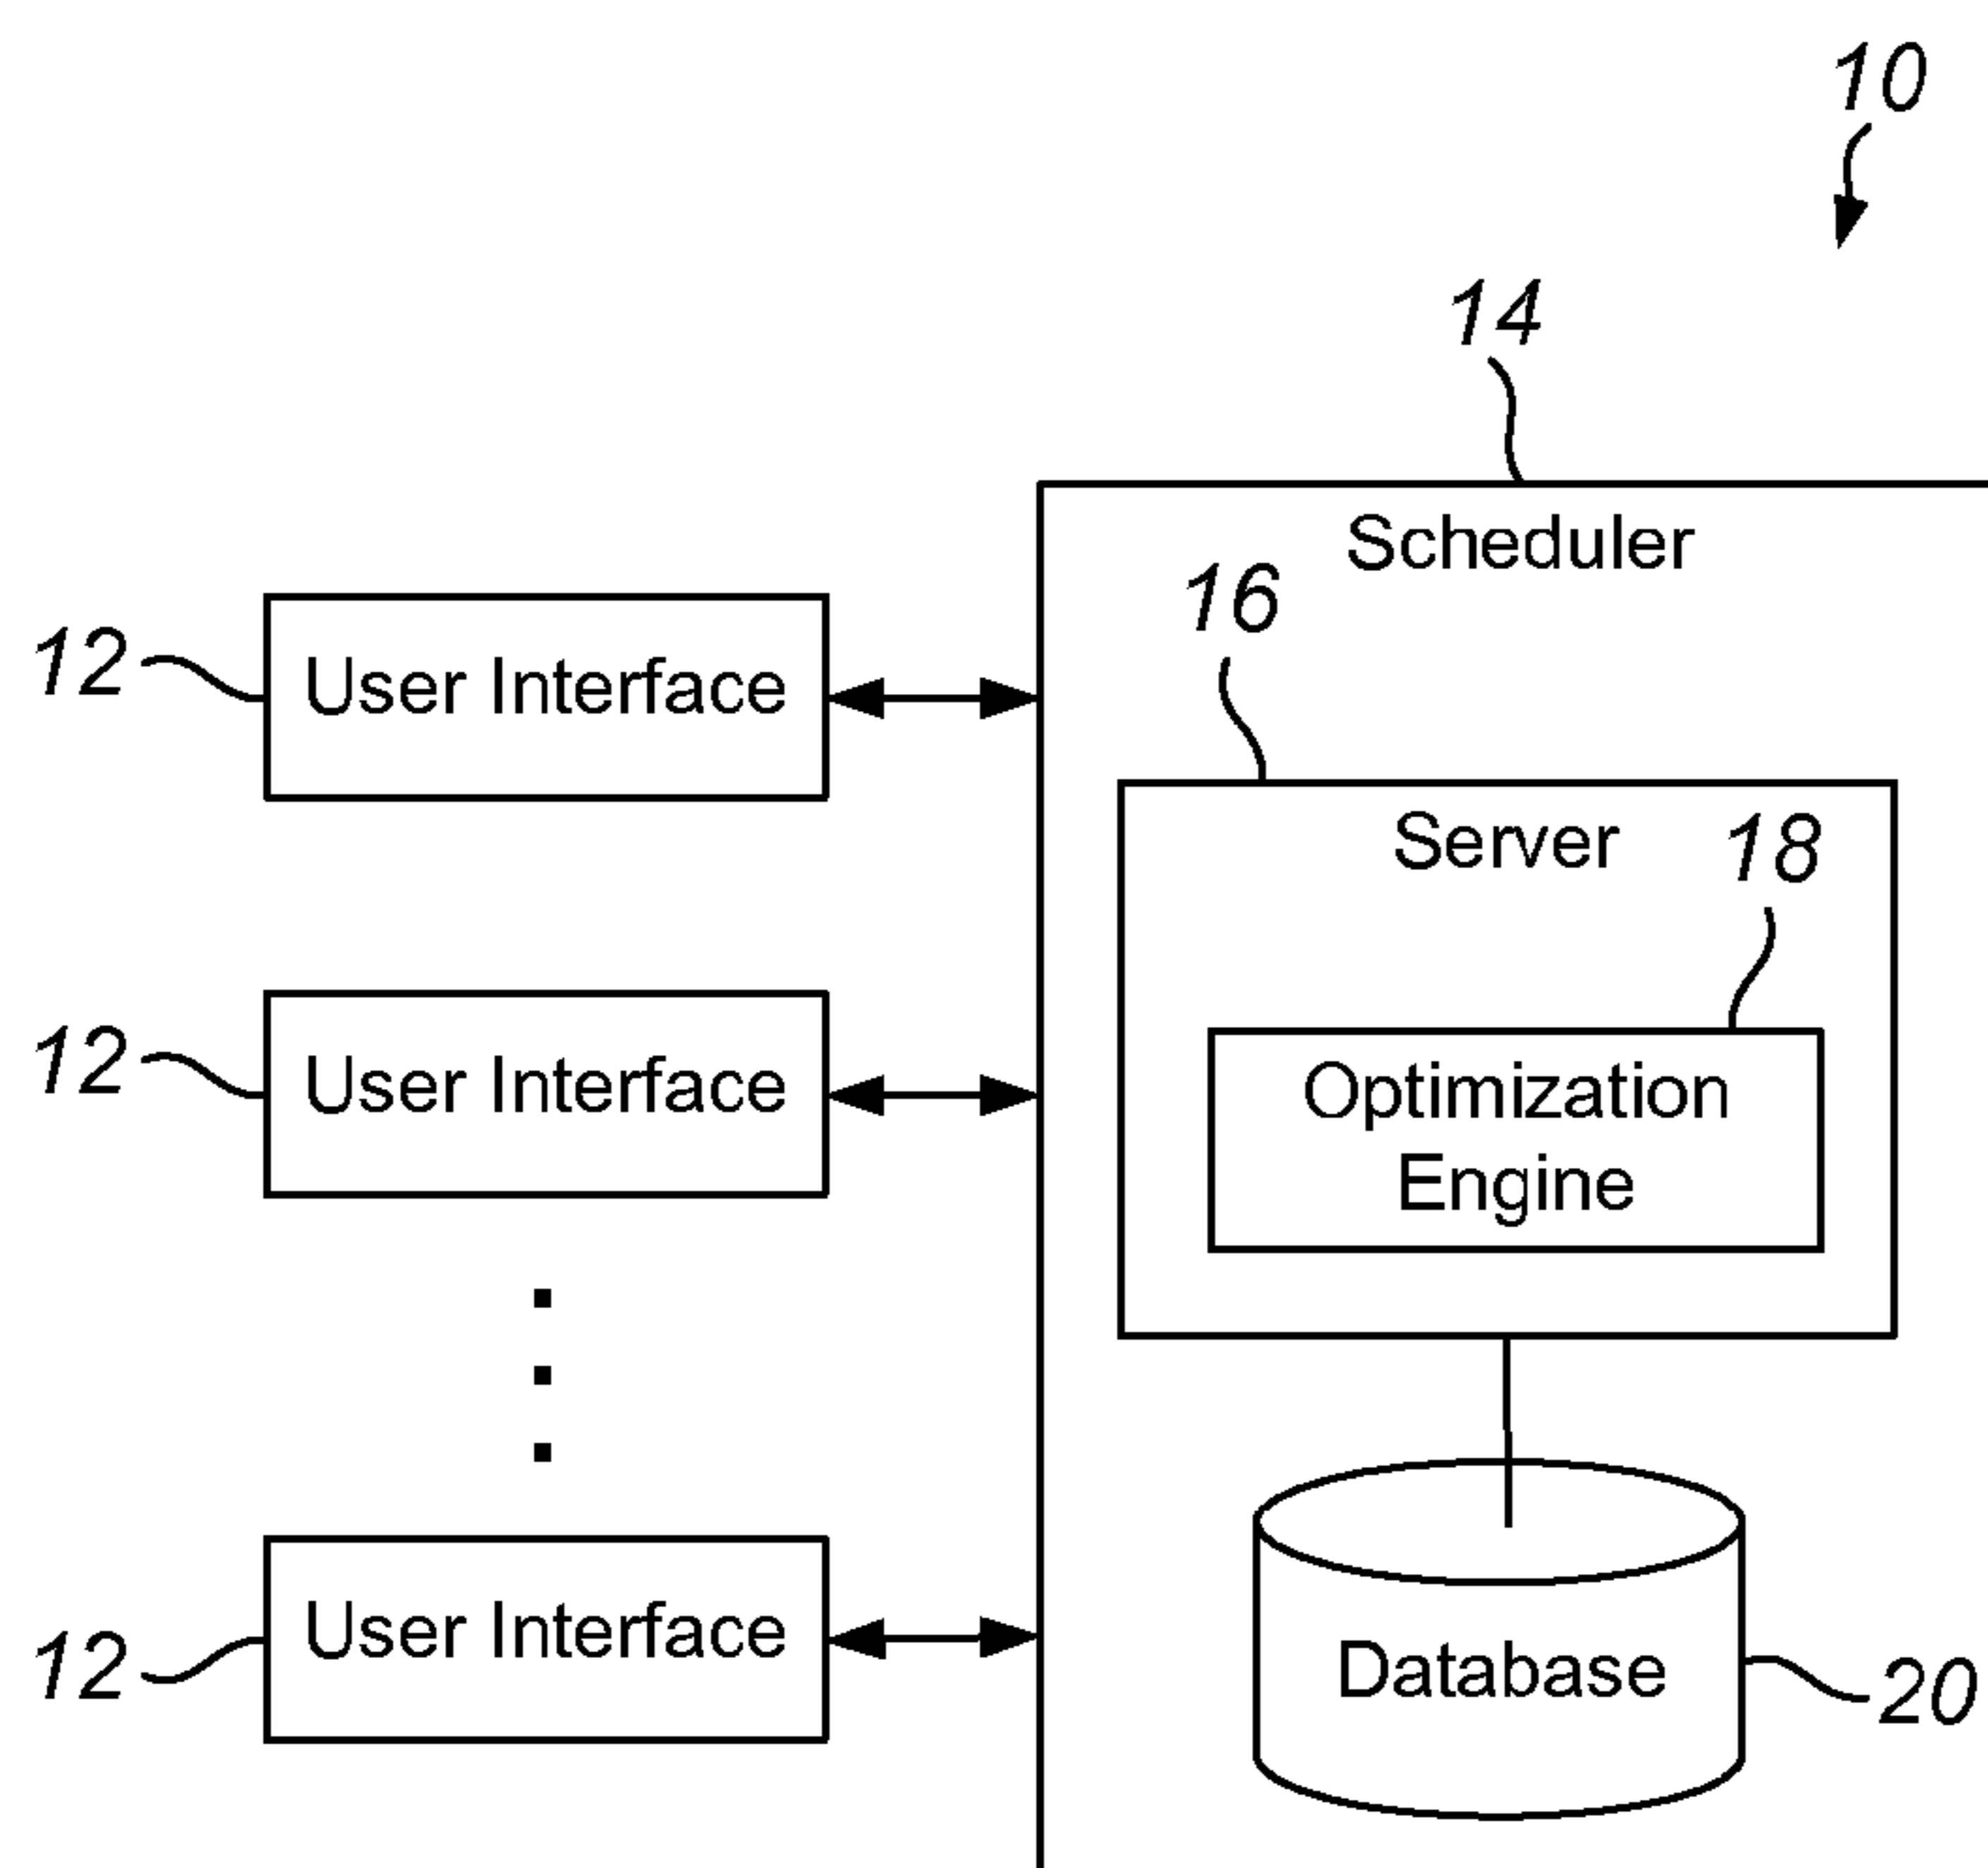 10
14
Scheduler
16
12
User Interface
Server
18
12
User Interface
Optimization
Engine
12
User Interface
Database
20